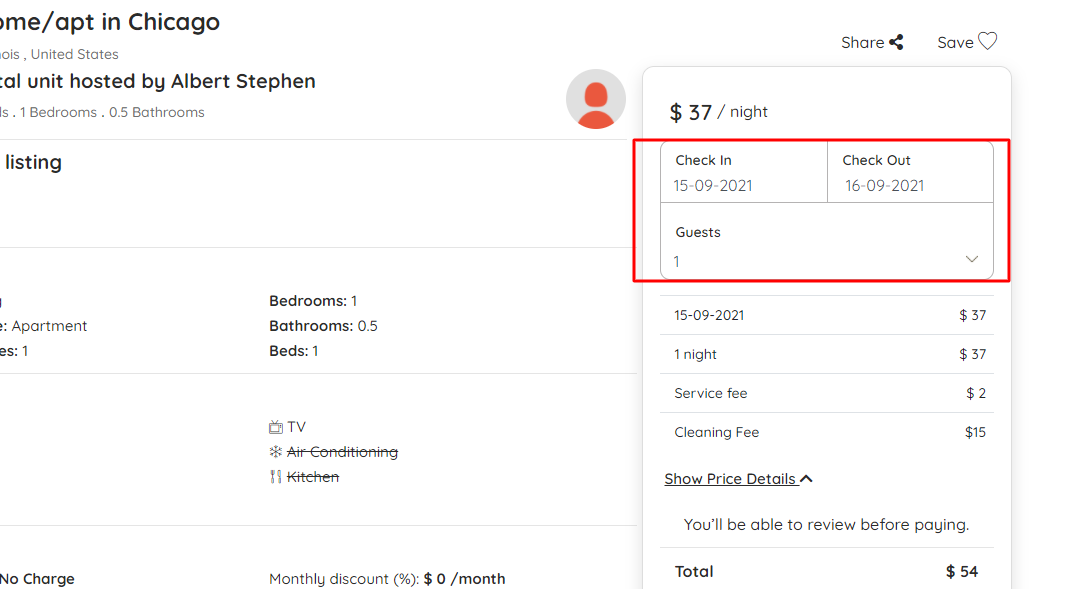 ome/apt in Chicago
Share
Save
nois , United States
tal unit hosted by Albert Stephen
ds . 1 Bedrooms . 0.5 Bathrooms
$ 37 / night
listing
Check In
Check Out
15-09-2021
16-09-2021
Guests
1
Bedrooms: 1
e: Apartment
Bathrooms: 0.5
es: 1
Beds: 1
15-09-2021 $ 37
1 night $ 37
Service fee $ 2
Cleaning Fee $15
TV
Air Conditioning
Kitchen
Show Price Details
You'll be able to review before paying.
No Charge
Monthly discount (%): $ 0 /month
Total $ 54